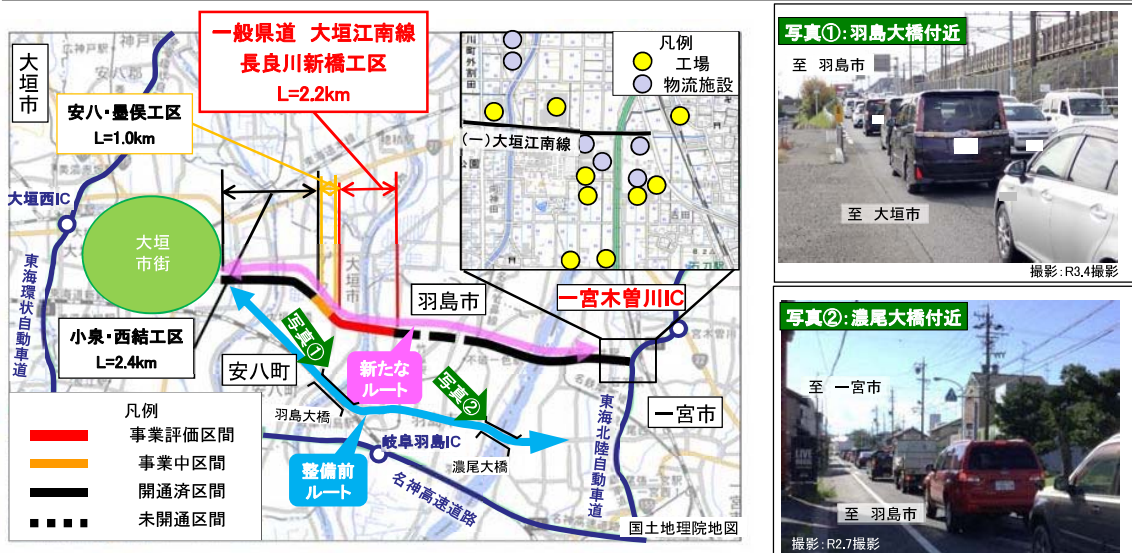 大垣市
一般県道 大垣江南線
長良川新橋工区
L=2.2km
安八・墨俣工区
L=1.0km
大垣西IC
東海環状自動車道
大垣
市街
小泉・西結工区
L=2.4km
凡例
工場
物流施設
(一)大垣江南線
羽島市
一宮木曽川IC
安八町
写真①
新たな
ルート
写真②
羽島大橋
整備前
ルート
岐阜羽島IC
濃尾大橋
名神高速道路
東海北陸自動車道
一宮市
凡例
事業評価区間
事業中区間
開通済区間
未開通区間
国土地理院地図
写真①:羽島大橋付近
至 羽島市
至 大垣市
撮影:R3.4撮影
写真②:濃尾大橋付近
至 一宮市
至 羽島市
撮影:R2.7撮影